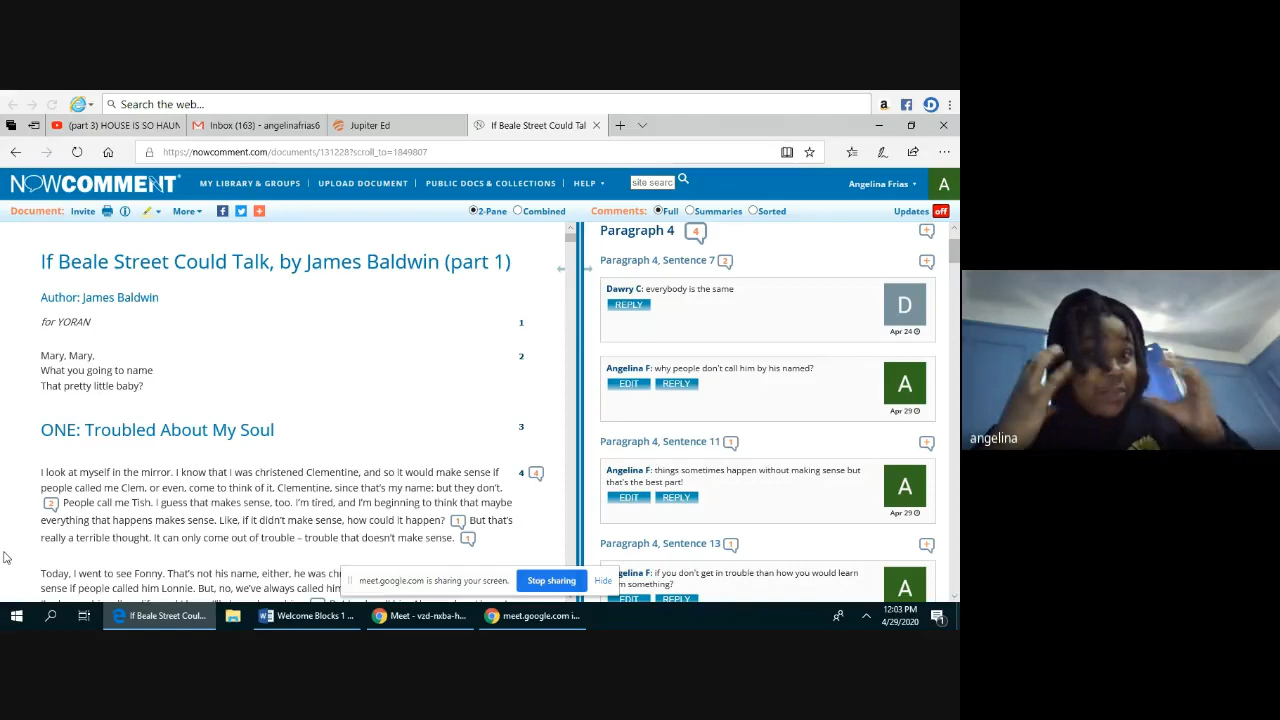 Search the web...
(part 3) HOUSE IS SO HAUN
Inbox (163) - angelinafrias6
Jupiter Ed
If Beale Street Could Tal
https://nowcomment.com/documents/131228?scroll_to=1849807
NOWCOMMENT
MY LIBRARY & GROUPS
UPLOAD DOCUMENT
PUBLIC DOCS & COLLECTIONS
HELP
site searc
Angelina Frias
A
Document:
Invite
More
2-Pane
Combined
Comments:
Full
Summaries
Sorted
Updates
off
If Beale Street Could Talk, by James Baldwin (part 1)
Author: James Baldwin
for YORAN
1
Mary, Mary,
2
What you going to name
That pretty little baby?
ONE: Troubled About My Soul
3
I look at myself in the mirror. I know that I was christened Clementine, and so it would make sense if
4 4
people called me Clem, or even, come to think of it, Clementine, since that's my name: but they don't.
2 People call me Tish. I guess that makes sense, too. I'm tired, and I'm beginning to think that maybe
everything that happens makes sense. Like, if it didn't make sense, how could it happen? 1 But that's
really a terrible thought. It can only come out of trouble – trouble that doesn't make sense. 1
Today, I went to see Fonny. That's not his name, either, he was ch
sense if people called him Lonnie. But, no, we've always called him
Paragraph 4 4
Paragraph 4, Sentence 7 2
Dawry C: everybody is the same
REPLY
D
Apr 24
Angelina F: why people don't call him by his named?
EDIT REPLY
A
Apr 29
Paragraph 4, Sentence 11 1
Angelina F: things sometimes happen without making sense but
that's the best part!
EDIT REPLY
A
Apr 29
Paragraph 4, Sentence 13 1
gelina F: if you don't get in trouble than how you would learn
m something?
REPLY
A
meet.google.com is sharing your screen.
Stop sharing
Hide
angelina
If Beale Street Coul...
Welcome Blocks 1 ...
Meet - vzd-nxba-h...
meet.google.com i...
12:03 PM
4/29/2020
1